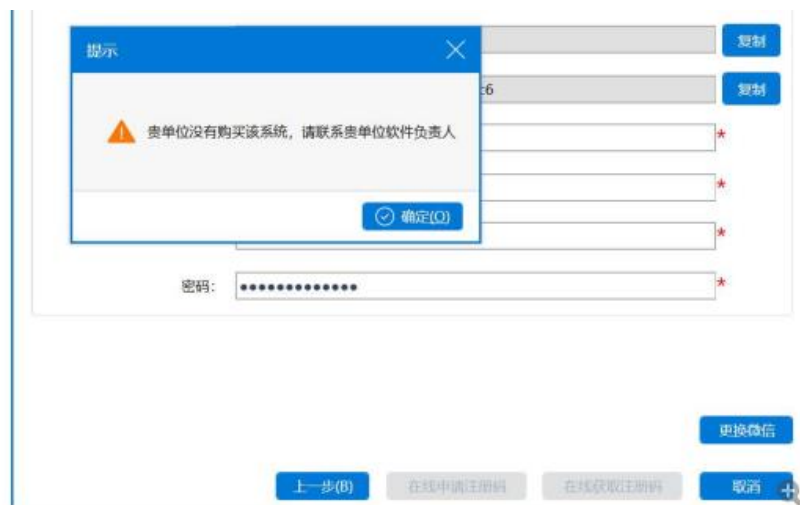 提示
复制
:6
复制
贵单位没有购买该系统，请联系贵单位软件负责人
*
*
确定(O)
*
密码：
•••••••••••••
*
更换微信
上一步(B)
在线申请注册码
在线获取注册码
取消